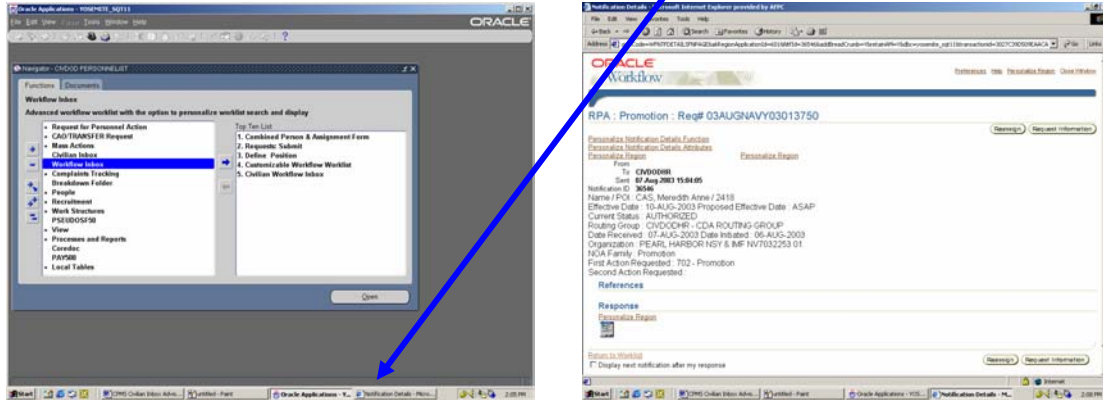 Oracle Applications - YOSEMITE_SQT11
File Edit View Tools Window Help
ORACLE
Navigator - CIVDOD PERSONNELIST
Functions Documents
Workflow Inbox
Advanced workflow worklist with the option to personalize worklist search and display
+ Request for Personnel Action
+ CAO/TRANSFER Request
+ Mass Actions
Civilian Inbox
Workflow Inbox
+ Complaints Tracking
Breakdown Folder
+ People
+ Recruitment
+ Work Structures
PSEUDOSF50
+ View
+ Processes and Reports
Coredoc
PAY500
+ Local Tables
Top Ten List
1. Combined Person & Assignment Form
2. Requests: Submit
3. Define Position
4. Customizable Workflow Worklist
5. Civilian Workflow Inbox
Open
Start
CPMS Civilian Inbox Adve...
untitled - Paint
Oracle Applications - Y...
Notification Details - Micro...
2:05 PM
Notification Details - Microsoft Internet Explorer provided by AFPC
File Edit View Favorites Tools Help
Back Search Favorites History
Address
Go Links
ORACLE
Workflow
Preferences Help Personalize Region Close Window
RPA : Promotion : Req# 03AUGNAVY03013750
Reassign Request Information
Personalize Notification Details Function
Personalize Notification Details Attributes
Personalize Region Personalize Region
From
To CIVDODHR
Sent 07-Aug-2003 15:04:05
Notification ID 36546
Name / POI : CAS, Meredith Anne / 2418
Effective Date : 10-AUG-2003 Proposed Effective Date : ASAP
Current Status : AUTHORIZED
Routing Group : CIVDODHR - CDA ROUTING GROUP
Date Received : 07-AUG-2003 Date Initiated : 06-AUG-2003
Organization : PEARL HARBOR NSY & IMF NV7032253 01
NOA Family : Promotion
First Action Requested : 702 - Promotion
Second Action Requested :
References
Response
Personalize Region
Return to Worklist
Display next notification after my response
Reassign Request Information
Internet
Start
CPMS Civilian Inbox Adve...
untitled - Paint
Oracle Applications - YOS...
Notification Details - M...
2:08 PM